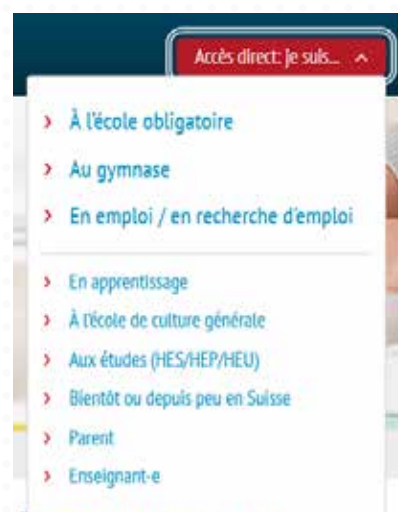 Accès direct: Je suis...
À l'école obligatoire
Au gymnase
En emploi / en recherche d'emploi
En apprentissage
À l'école de culture générale
Aux études (HES/HEP/HEU)
Bientôt ou depuis peu en Suisse
Parent
Enseignant-e